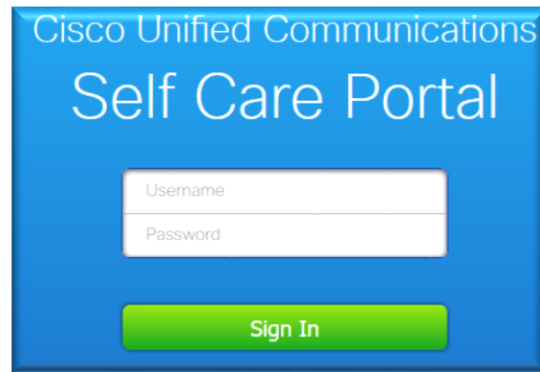 Cisco Unified Communications
Self Care Portal
Username
Password
Sign In